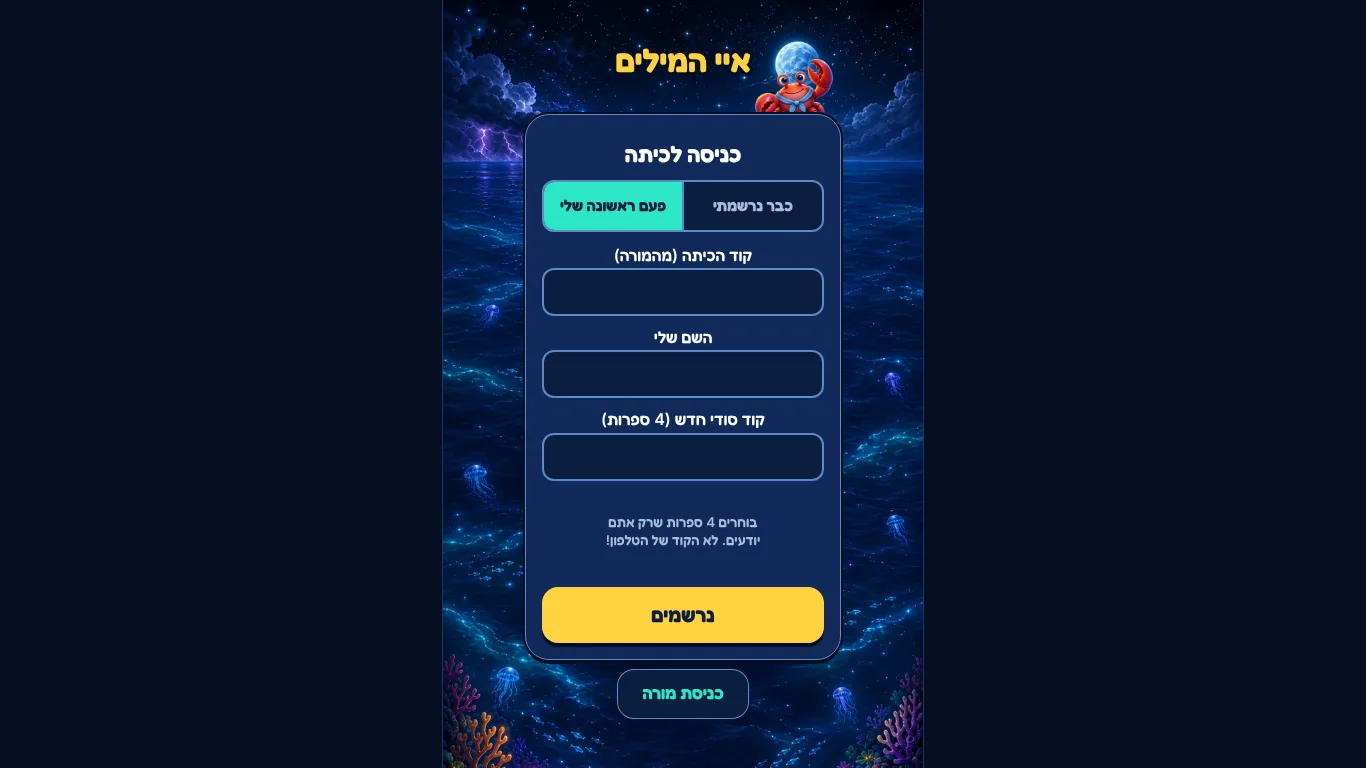 איי המילים
כניסה לכיתה
כבר נרשמתי
פעם ראשונה שלי
קוד הכיתה (מהמורה)
השם שלי
קוד סודי חדש (4 ספרות)
בוחרים 4 ספרות שרק אתם
יודעים. לא הקוד של הטלפון!
נרשמים
כניסת מורה